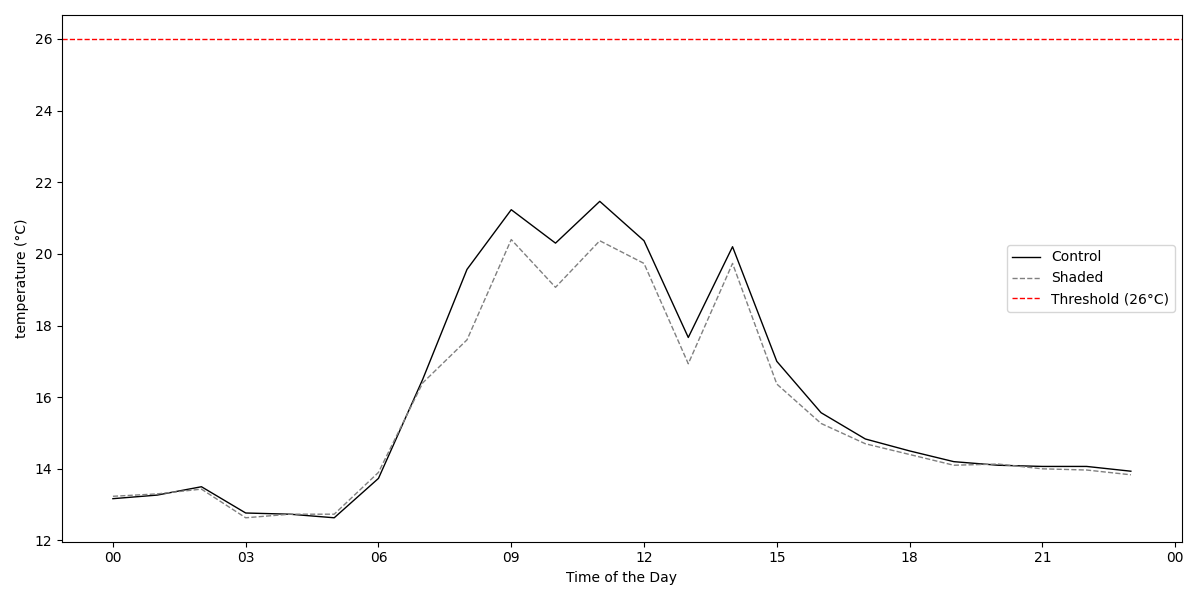 26
24
22
20
18
16
14
12
temperature (°C)
Control
Shaded
Threshold (26°C)
00 03 06 09 12 15 18 21 00
Time of the Day